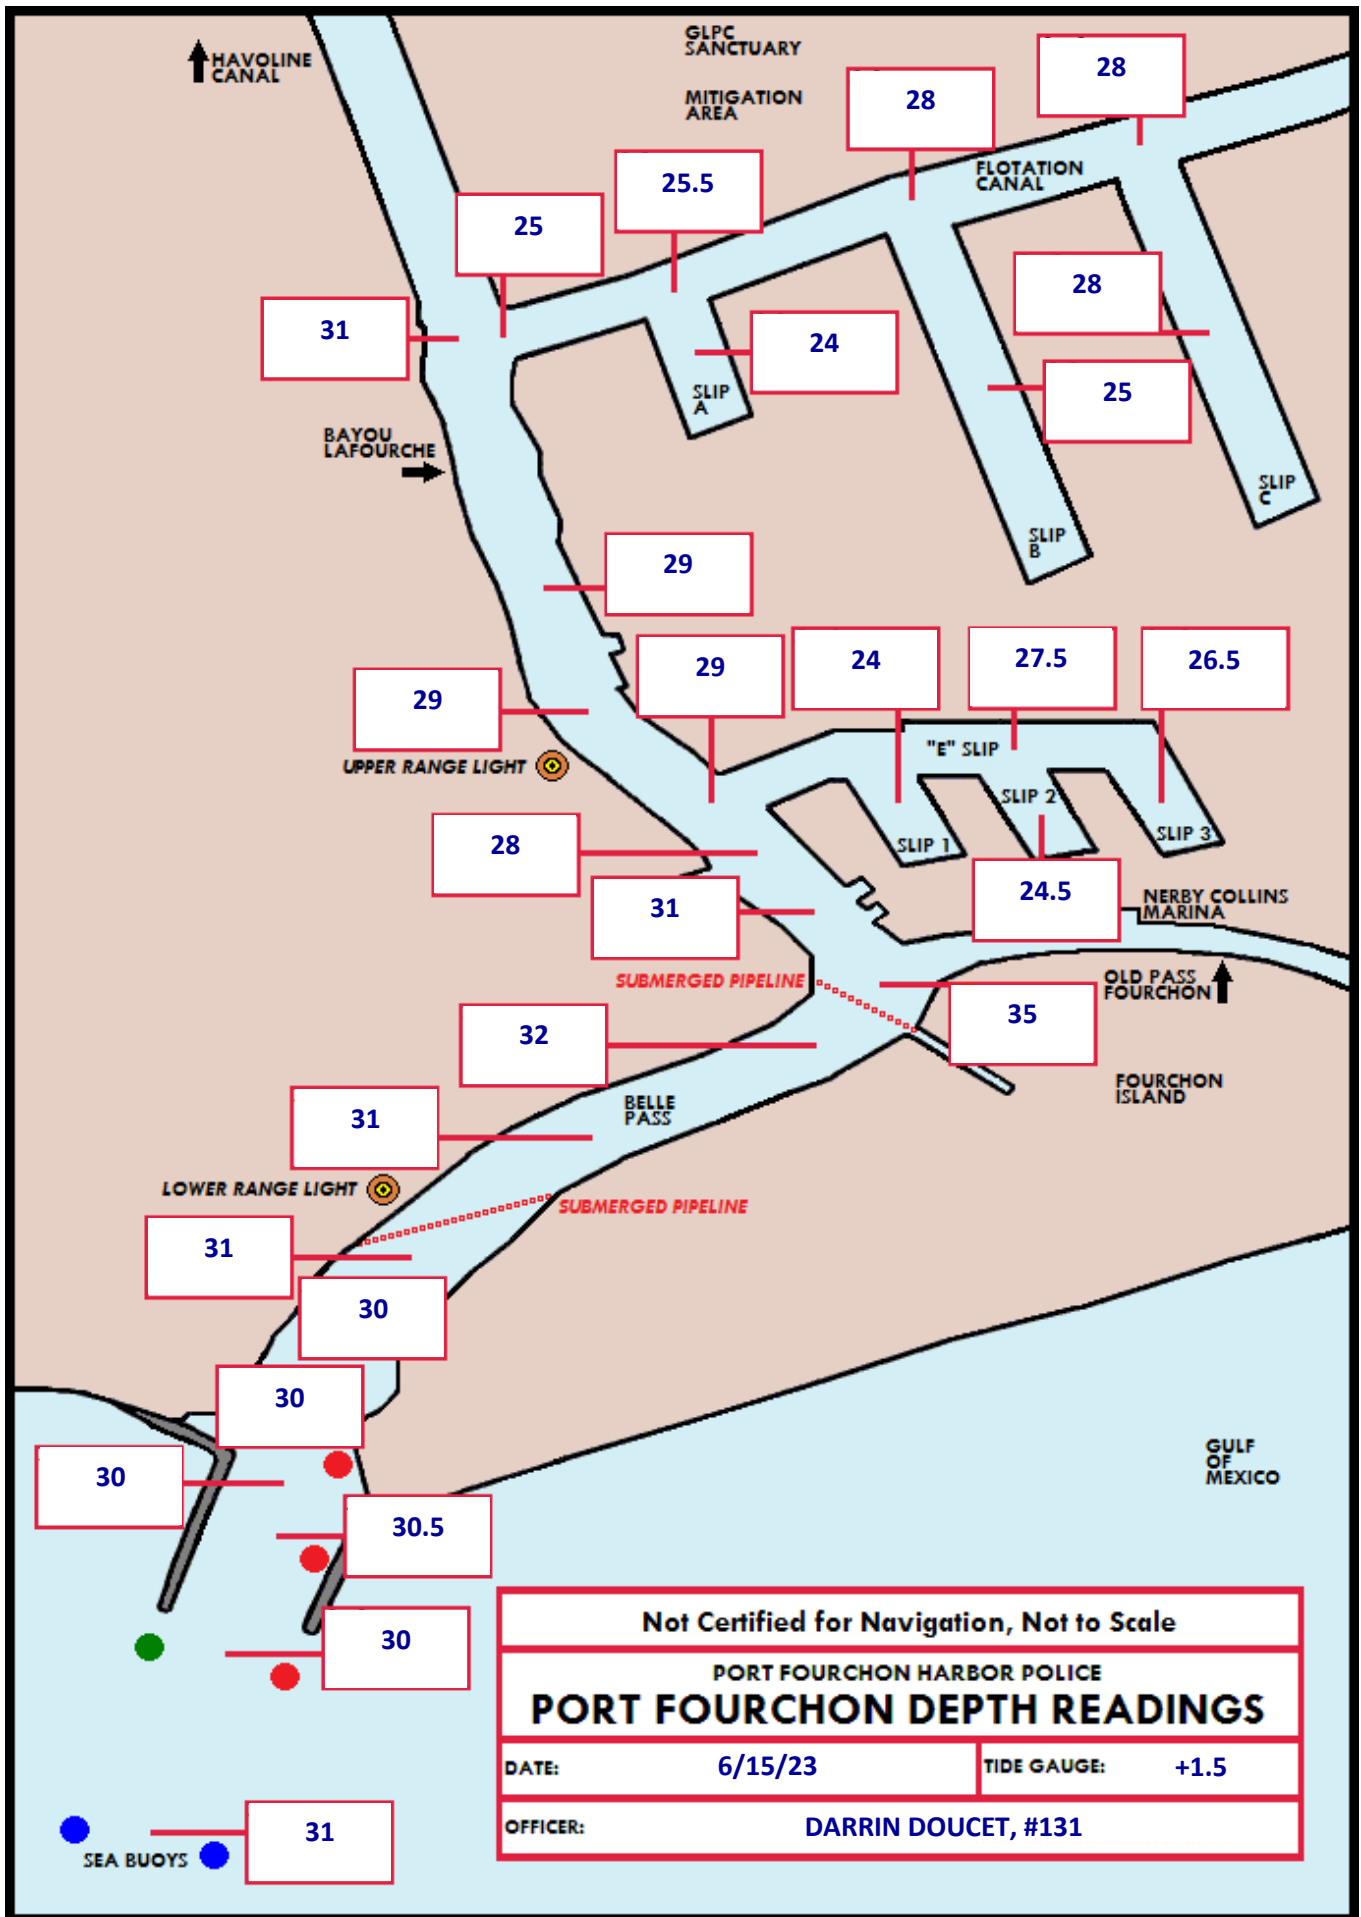 HAVOLINE
CANAL
GLPC
SANCTUARY
MITIGATION
AREA
28
28
25.5
FLOTATION
CANAL
25
28
31
24
25
SLIP
A
BAYOU
LAFOURCHE
SLIP
C
SLIP
B
29
29
24
27.5
26.5
29
"E" SLIP
UPPER RANGE LIGHT
SLIP 2
SLIP 1
SLIP 3
28
24.5
NERBY COLLINS
MARINA
31
SUBMERGED PIPELINE
OLD PASS
FOURCHON
35
32
FOURCHON
ISLAND
BELLE
PASS
31
LOWER RANGE LIGHT
SUBMERGED PIPELINE
31
30
30
GULF
OF
MEXICO
30
30.5
30
Not Certified for Navigation, Not to Scale
PORT FOURCHON HARBOR POLICE
PORT FOURCHON DEPTH READINGS
DATE: 6/15/23 TIDE GAUGE: +1.5
OFFICER: DARRIN DOUCET, #131
31
SEA BUOYS